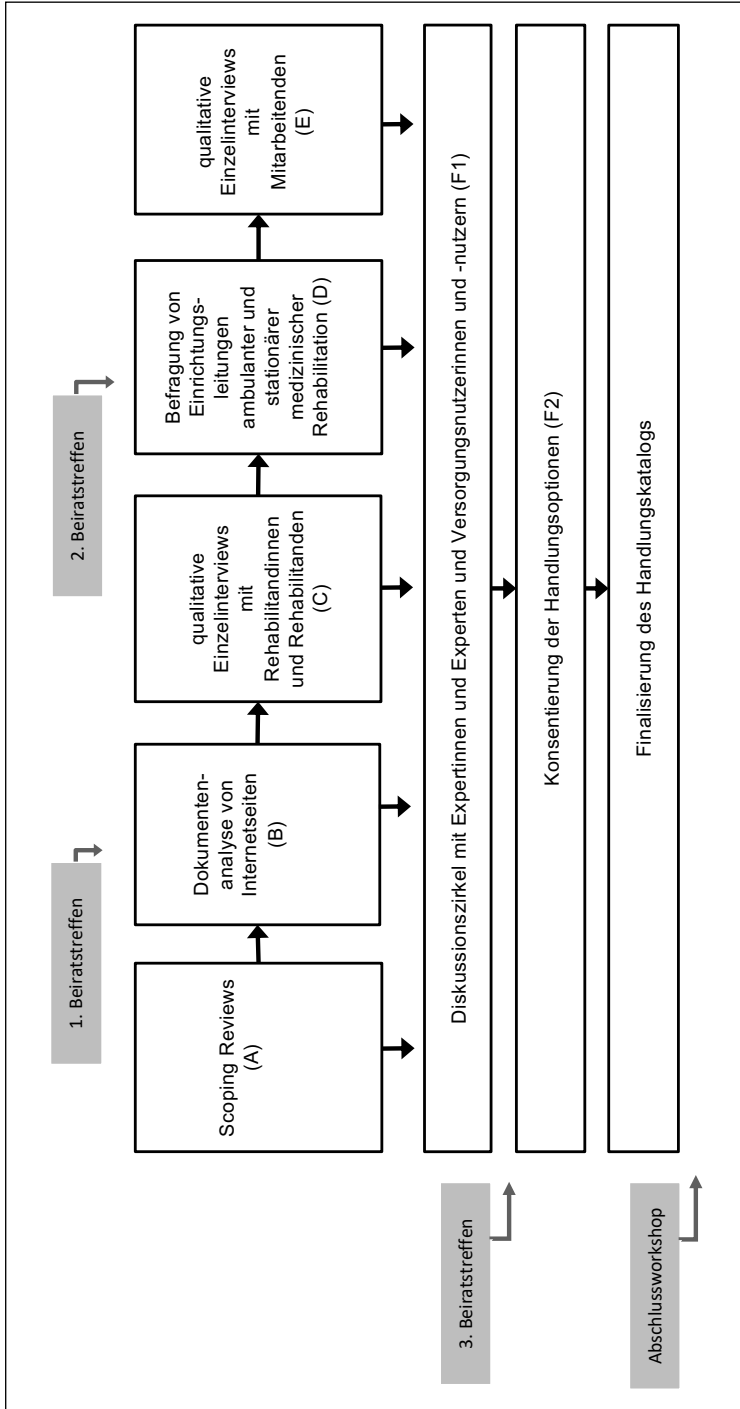 1. Beiratstreffen
2. Beiratstreffen
Scoping Reviews
(A)
Dokumenten-
analyse von
Internetseiten
(B)
qualitative
Einzelinterviews
mit
Rehabilitandinnen
und Rehabilitanden
(C)
Befragung von
Einrichtungs-
leitungen
ambulanter und
stationärer
medizinischer
Rehabilitation (D)
qualitative
Einzelinterviews
mit
Mitarbeitenden
(E)
3. Beiratstreffen
Diskussionszirkel mit Expertinnen und Experten und Versorgungsnutzerinnen und -nutzern (F1)
Konsentierung der Handlungsoptionen (F2)
Abschlussworkshop
Finalisierung des Handlungskatalogs